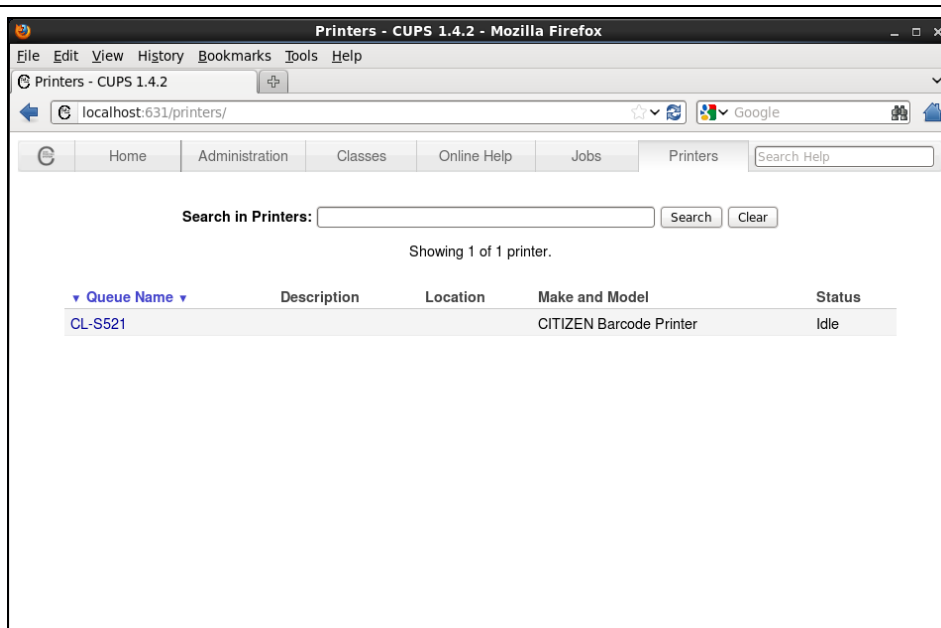 Printers - CUPS 1.4.2 - Mozilla Firefox
File Edit View History Bookmarks Tools Help
Printers - CUPS 1.4.2
localhost:631/printers/ Google
Home Administration Classes Online Help Jobs Printers Search Help
Search in Printers: Search Clear
Showing 1 of 1 printer.
▼ Queue Name ▼ Description Location Make and Model Status
CL-S521 CITIZEN Barcode Printer Idle